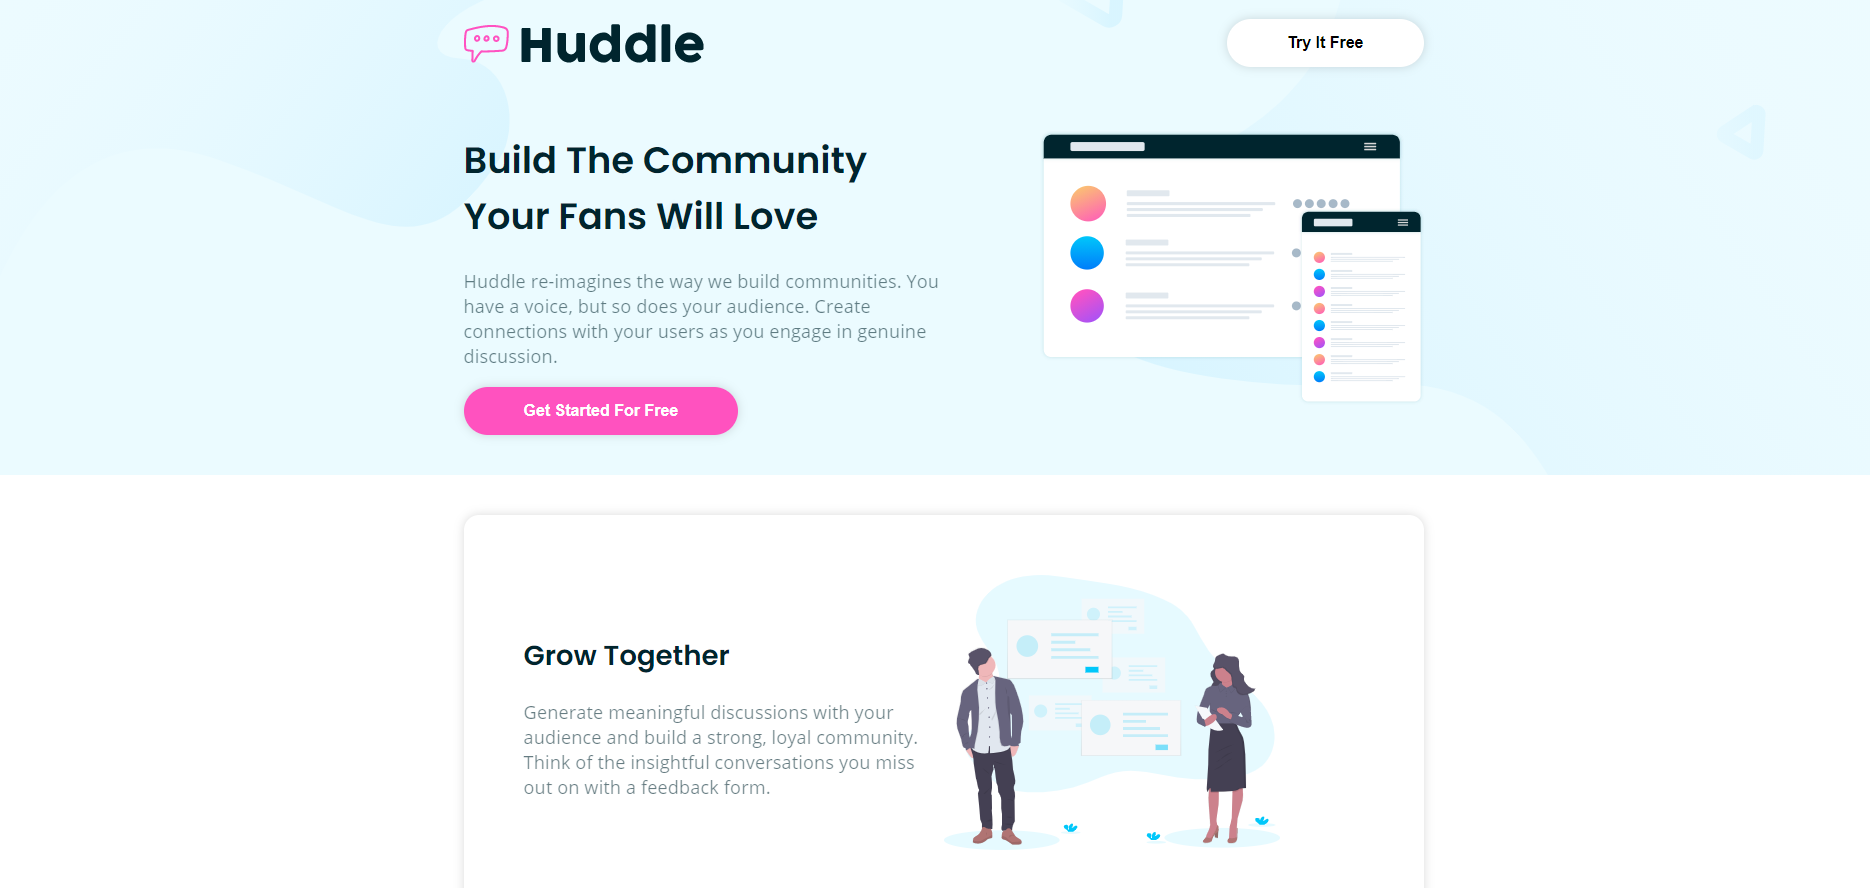 Huddle
Try It Free
Build The Community
Your Fans Will Love
Huddle re-imagines the way we build communities. You
have a voice, but so does your audience. Create
connections with your users as you engage in genuine
discussion.
Get Started For Free
Grow Together
Generate meaningful discussions with your
audience and build a strong, loyal community.
Think of the insightful conversations you miss
out on with a feedback form.